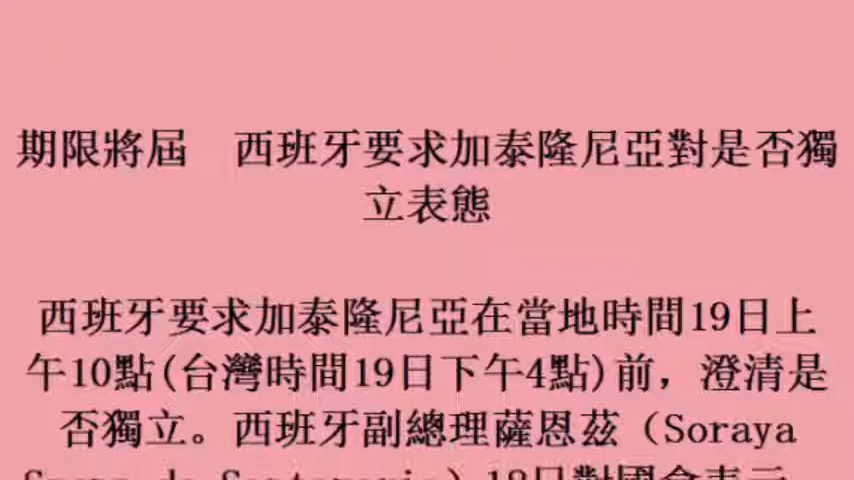 期限將屆　西班牙要求加泰隆尼亞對是否獨
立表態
西班牙要求加泰隆尼亞在當地時間19日上
午10點(台灣時間19日下午4點)前，澄清是
否獨立。西班牙副總理薩恩茲（Soraya